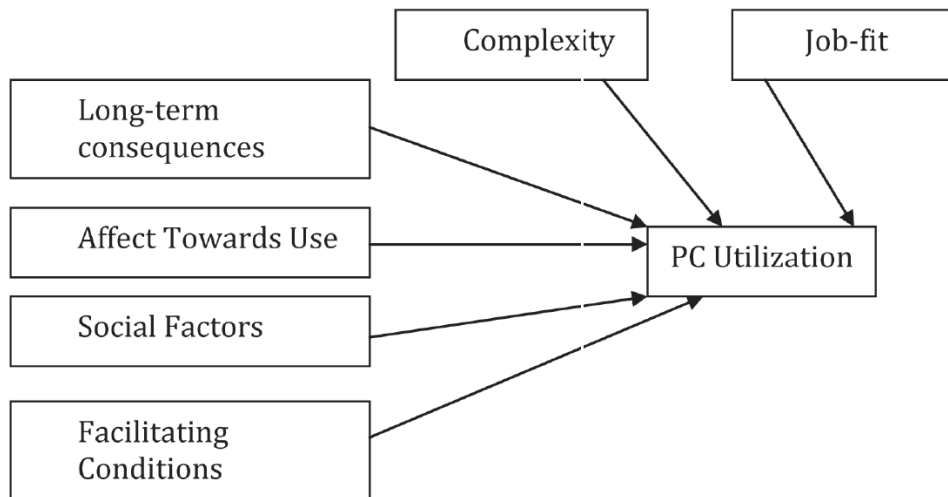 Complexity
Job-fit
Long-term
consequences
Affect Towards Use
PC Utilization
Social Factors
Facilitating
Conditions